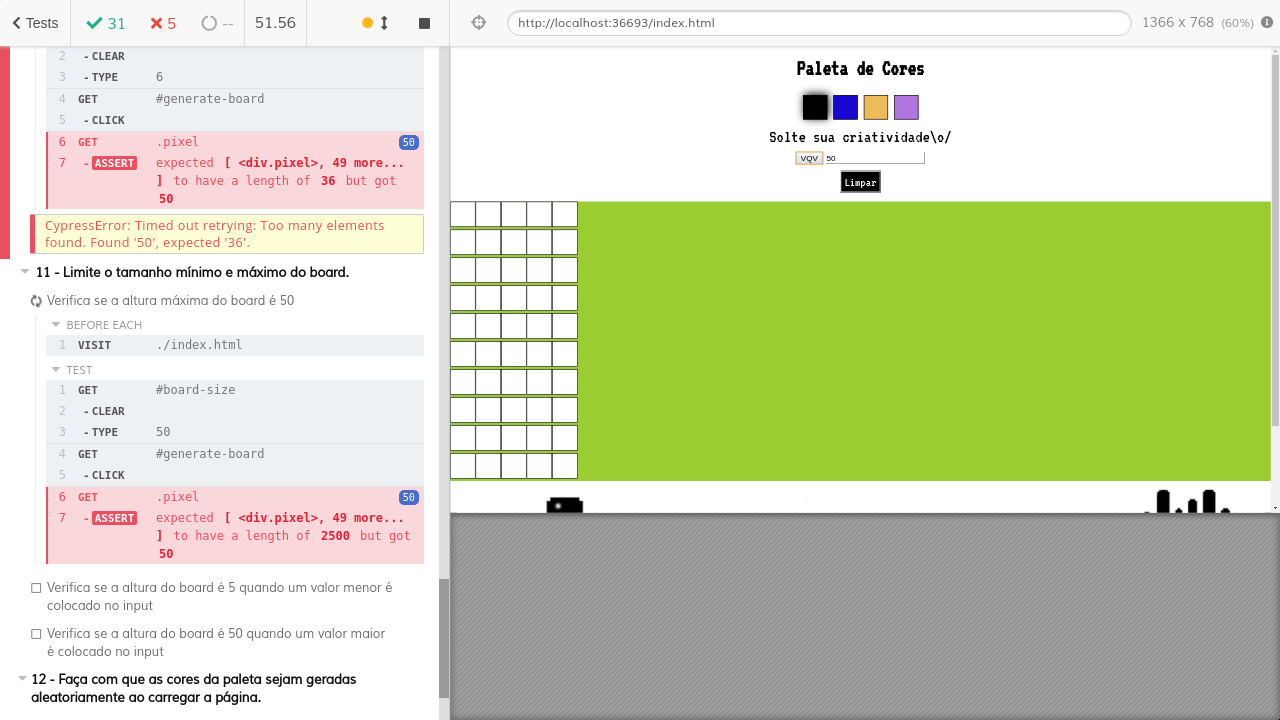 Tests
31
5
--
51.56
http://localhost:36693/index.html
1366 x 768 (60%)
2 - CLEAR
3 - TYPE 6
4 GET #generate-board
5 - CLICK
6 GET .pixel 50
7 - ASSERT expected [ <div.pixel>, 49 more...
] to have a length of 36 but got
50
CypressError: Timed out retrying: Too many elements
found. Found '50', expected '36'.
11 - Limite o tamanho mínimo e máximo do board.
Verifica se a altura máxima do board é 50
BEFORE EACH
1 VISIT ./index.html
TEST
1 GET #board-size
2 - CLEAR
3 - TYPE 50
4 GET #generate-board
5 - CLICK
6 GET .pixel 50
7 - ASSERT expected [ <div.pixel>, 49 more...
] to have a length of 2500 but got
50
Verifica se a altura do board é 5 quando um valor menor é
colocado no input
Verifica se a altura do board é 50 quando um valor maior
é colocado no input
12 - Faça com que as cores da paleta sejam geradas
aleatoriamente ao carregar a página.
Paleta de Cores
Solte sua criatividade\o/
VQV 50
Limpar